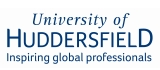 University of
HUDDERSFIELD
Inspiring global professionals